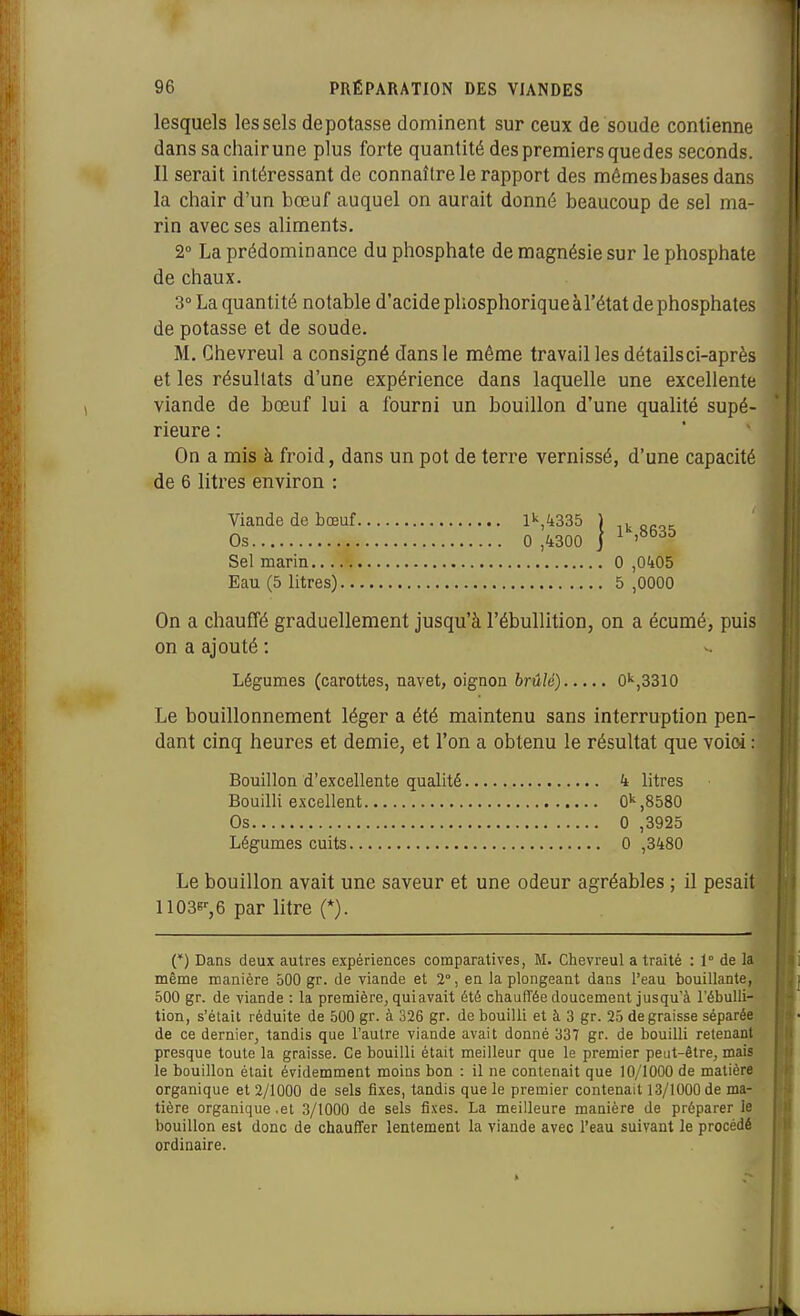 96 PRÉPARATION DES VIANDES
lesquels les sels de potasse dominent sur ceux de soude contienne
dans sa chair une plus forte quantité des premiers que des seconds.
Il serait intéressant de connaître le rapport des mêmes bases dans
la chair d'un bœuf auquel on aurait donné beaucoup de sel ma-
rin avec ses aliments.
2° La prédominance du phosphate de magnésie sur le phosphate
de chaux.
3° La quantité notable d'acide phosphorique à l'état de phosphates
de potasse et de soude.
M. Chevreul a consigné dans le même travail les détails ci-après
et les résultats d'une expérience dans laquelle une excellente
viande de bœuf lui a fourni un bouillon d'une qualité supé-
rieure :
On a mis à froid, dans un pot de terre vernissé, d'une capacité
de 6 litres environ :
Viande de bœuf................. 1k,4335 } 1k,8635
Os............................. 0 ,4300
Sel marin.............................. 0 ,0405
Eau (5 litres).......................... 5 ,0000
On a chauffé graduellement jusqu'à l'ébullition, on a écumé, puis
on a ajouté :
Légumes (carottes, navet, oignon brûlé)..... 0k,3310
Le bouillonnement léger a été maintenu sans interruption pen-
dant cinq heures et demie, et l'on a obtenu le résultat que voici :
Bouillon d'excellente qualité............... 4 litres
Bouilli excellent......................... 0k,8580
Os..................................... 0 ,3925
Légumes cuits........................... 0 ,3480
Le bouillon avait une saveur et une odeur agréables ; il pesait
1103gr,6 par litre (*).
(*) Dans deux autres expériences comparatives, M. Chevreul a traité : 1° de la
même manière 500 gr. de viande et 2°, en la plongeant dans l'eau bouillante,
500 gr. de viande : la première, qui avait été chauffée doucement jusqu'à l'ébulli-
tion, s'était réduite de 500 gr. à 326 gr. de bouilli et à 3 gr. 25 de graisse séparée
de ce dernier, tandis que l'autre viande avait donné 337 gr. de bouilli retenant
presque toute la graisse. Ce bouilli était meilleur que le premier peut-être, mais
le bouillon était évidemment moins bon : il ne contenait que 10/1000 de matière
organique et 2/1000 de sels fixes, tandis que le premier contenait 13/1000 de ma-
tière organique .et 3/1000 de sels fixes. La meilleure manière de préparer le
bouillon est donc de chauffer lentement la viande avec l'eau suivant le procédé
ordinaire.